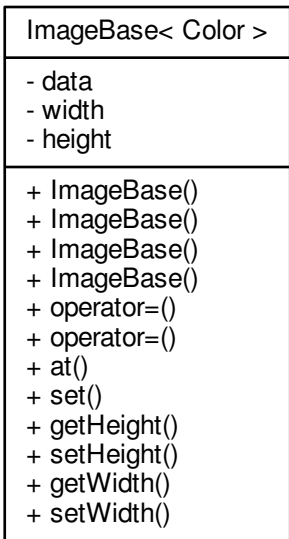 ImageBase< Color >
- data
- width
- height
+ ImageBase()
+ ImageBase()
+ ImageBase()
+ ImageBase()
+ operator=()
+ operator=()
+ at()
+ set()
+ getHeight()
+ setHeight()
+ getWidth()
+ setWidth()